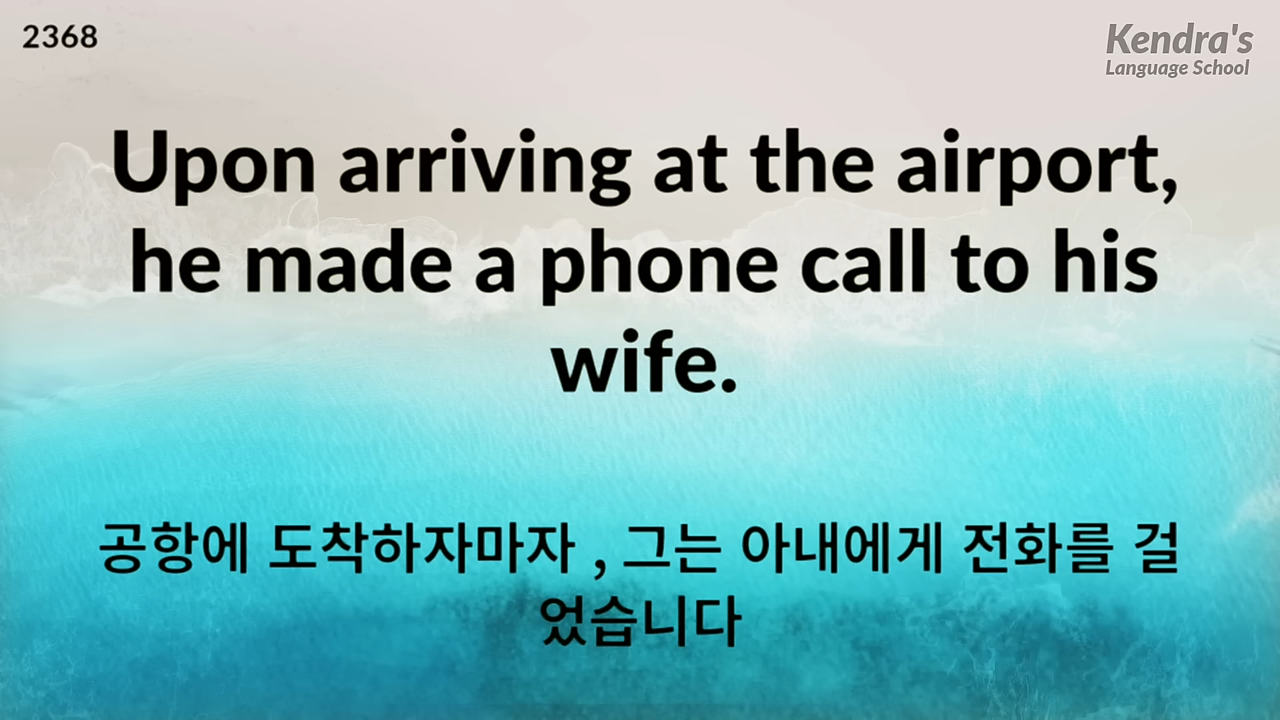 2368
Kendra's
Language School
Upon arriving at the airport,
he made a phone call to his
wife.
공항에 도착하자마자 , 그는 아내에게 전화를 걸
었습니다